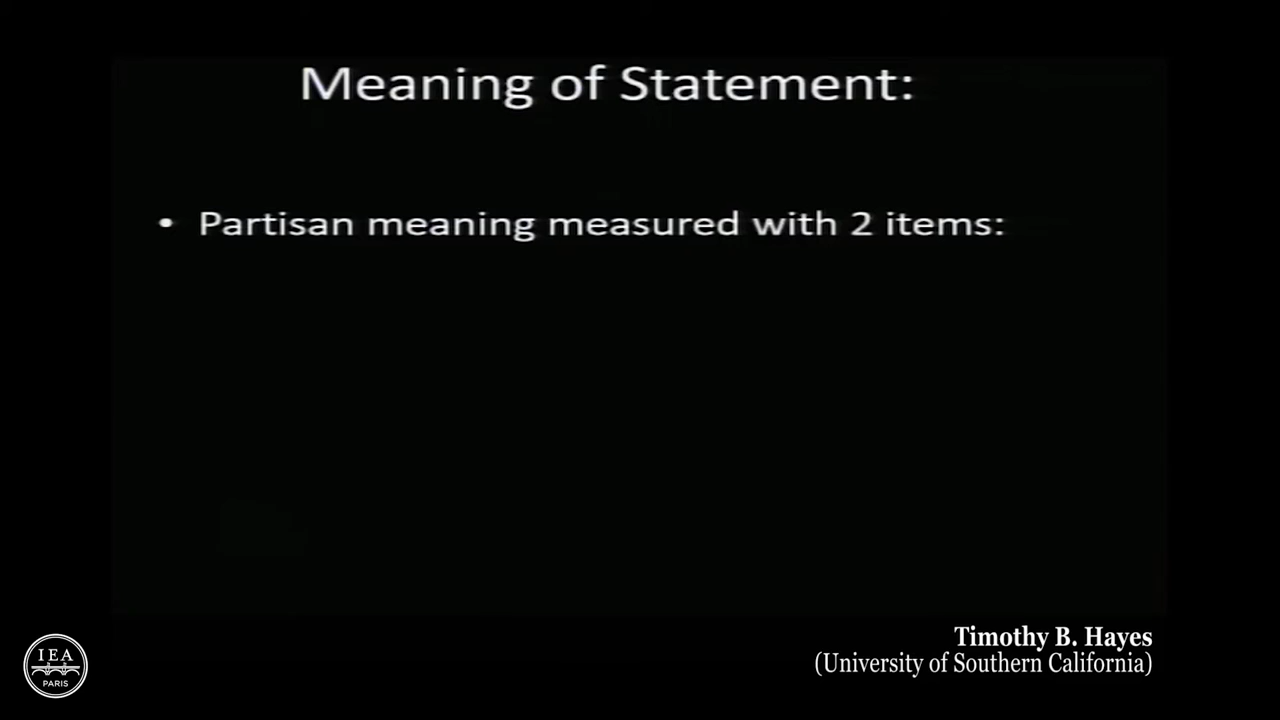 Meaning of Statement:
• Partisan meaning measured with 2 items:
Timothy B. Hayes
(University of Southern California)
IEA
PARIS